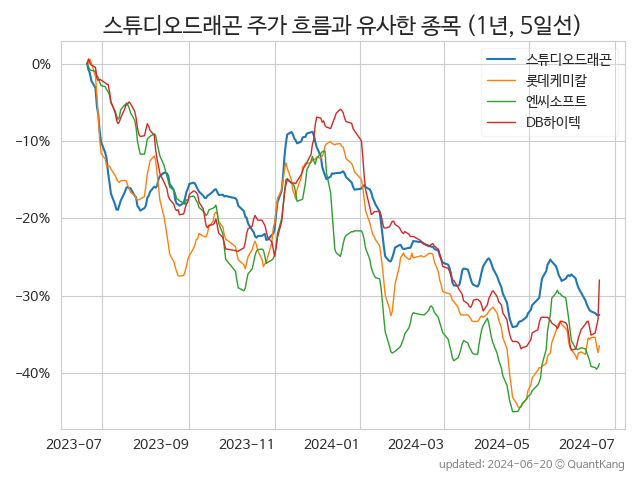 스튜디오드래곤 주가 흐름과 유사한 종목 (1년, 5일선)
스튜디오드래곤
롯데케미칼
엔씨소프트
DB하이텍
0%
−10%
−20%
−30%
−40%
2023-07 2023-09 2023-11 2024-01 2024-03 2024-05 2024-07
updated: 2024-06-20 © QuantKang